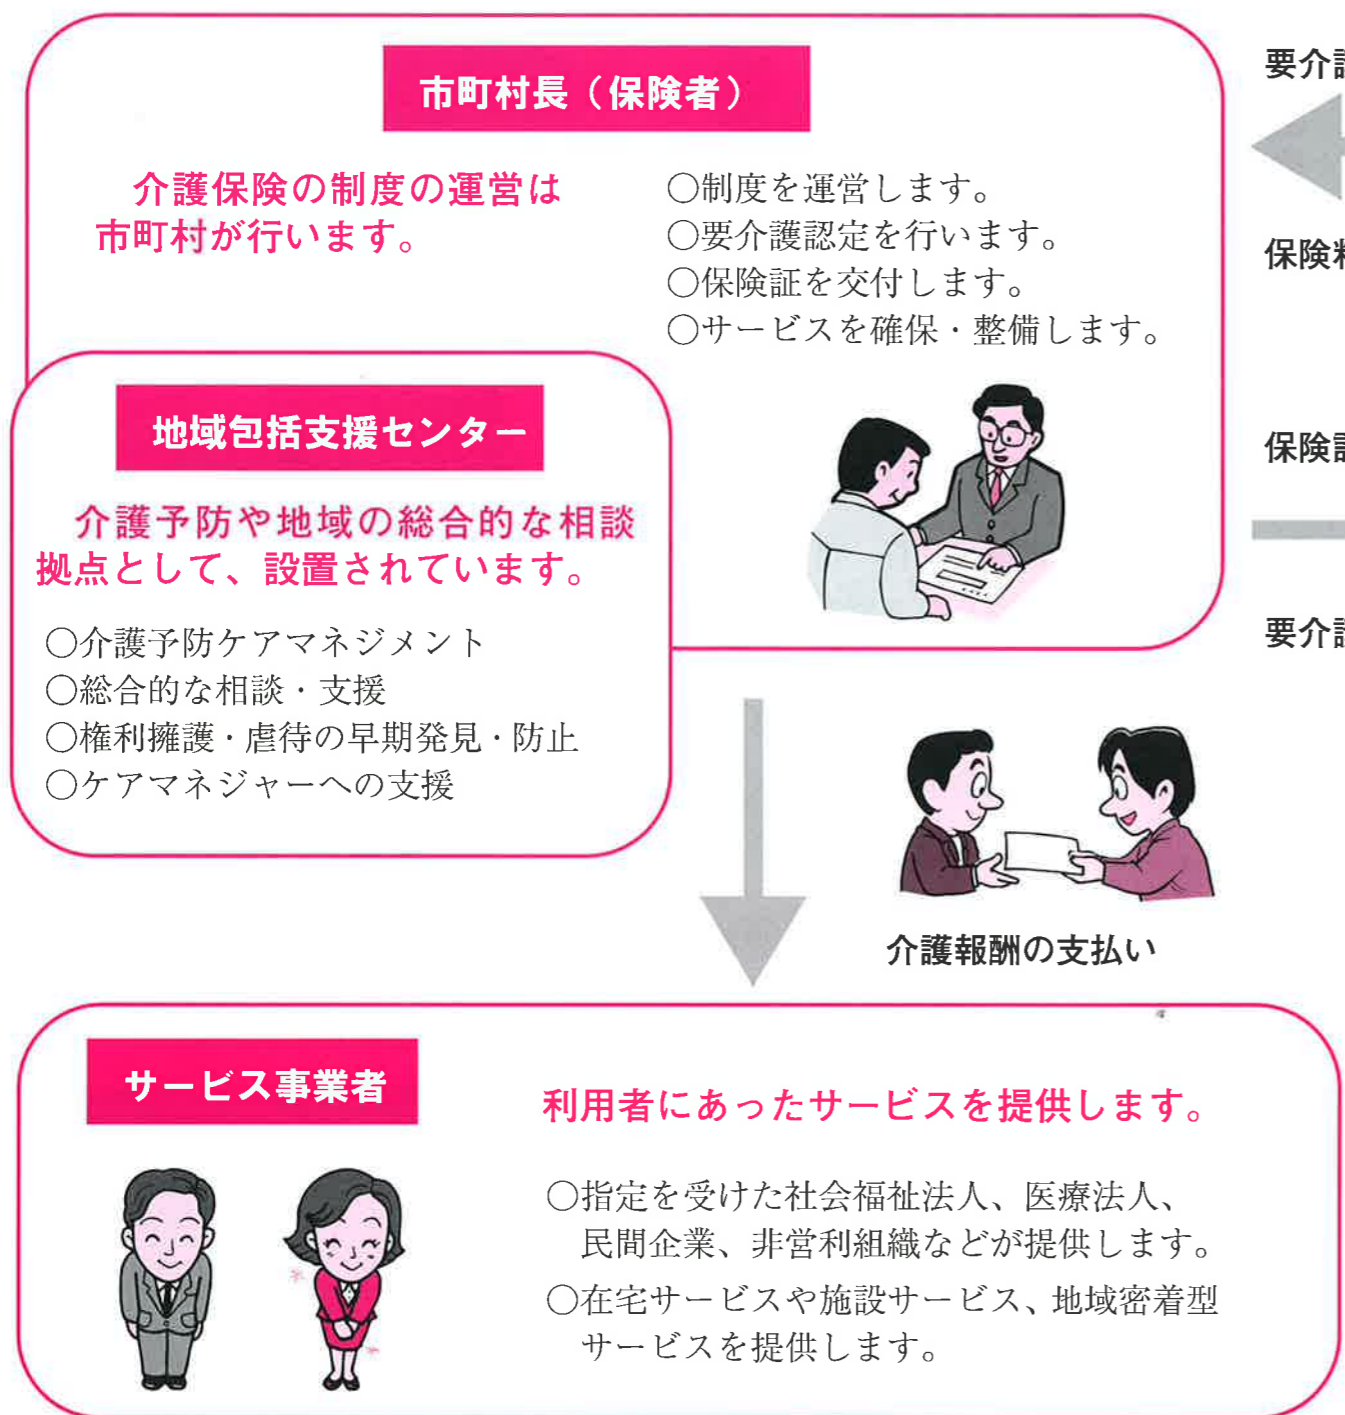 市町村長（保険者）
介護保険の制度の運営は
市町村が行います。
○制度を運営します。
○要介護認定を行います。
○保険証を交付します。
○サービスを確保・整備します。
要介
保険
保険
要介
地域包括支援センター
介護予防や地域の総合的な相談
拠点として、設置されています。
○介護予防ケアマネジメント
○総合的な相談・支援
○権利擁護・虐待の早期発見・防止
○ケアマネジャーへの支援
介護報酬の支払い
サービス事業者
利用者にあったサービスを提供します。
○指定を受けた社会福祉法人、医療法人、
民間企業、非営利組織などが提供します。
○在宅サービスや施設サービス、地域密着型
サービスを提供します。